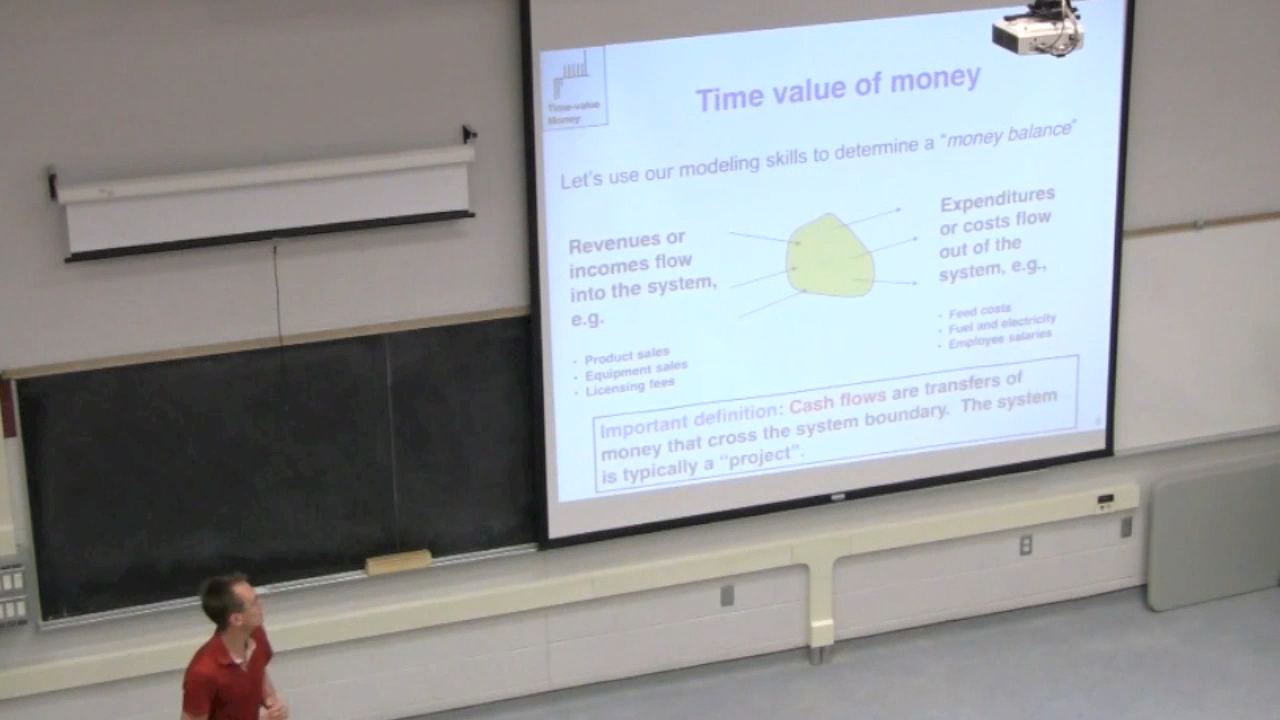 Time-value
Money
Time value of money
Let's use our modeling skills to determine a “money balance”
Revenues or
incomes flow
into the system,
e.g.
• Product sales
• Equipment sales
• Licensing fees
Expenditures
or costs flow
out of the
system, e.g.,
• Feed costs
• Fuel and electricity
• Employee salaries
Important definition: Cash flows are transfers of
money that cross the system boundary. The system
is typically a “project”.